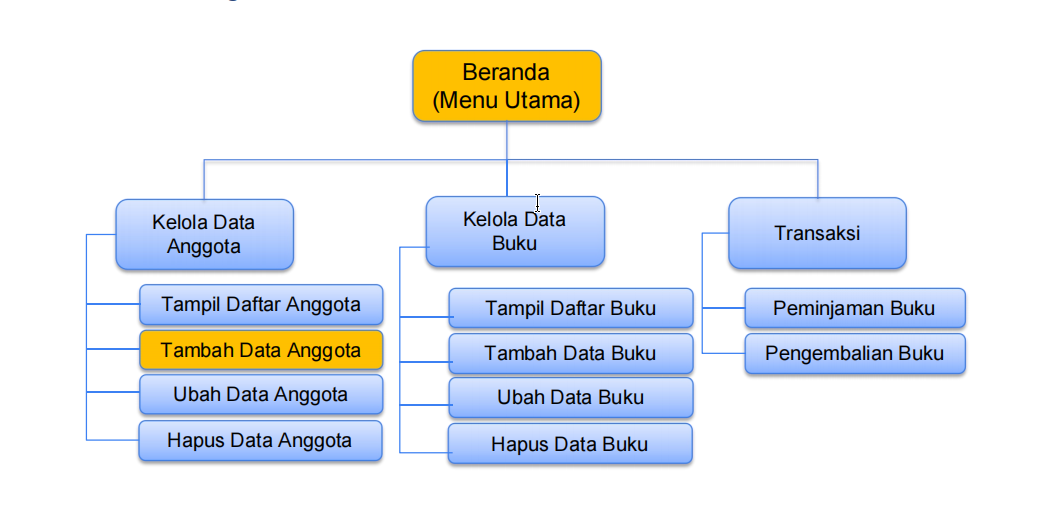 Beranda
(Menu Utama)
Kelola Data
Anggota
Tampil Daftar Anggota
Tambah Data Anggota
Ubah Data Anggota
Hapus Data Anggota
Kelola Data
Buku
Tampil Daftar Buku
Tambah Data Buku
Ubah Data Buku
Hapus Data Buku
Transaksi
Peminjaman Buku
Pengembalian Buku